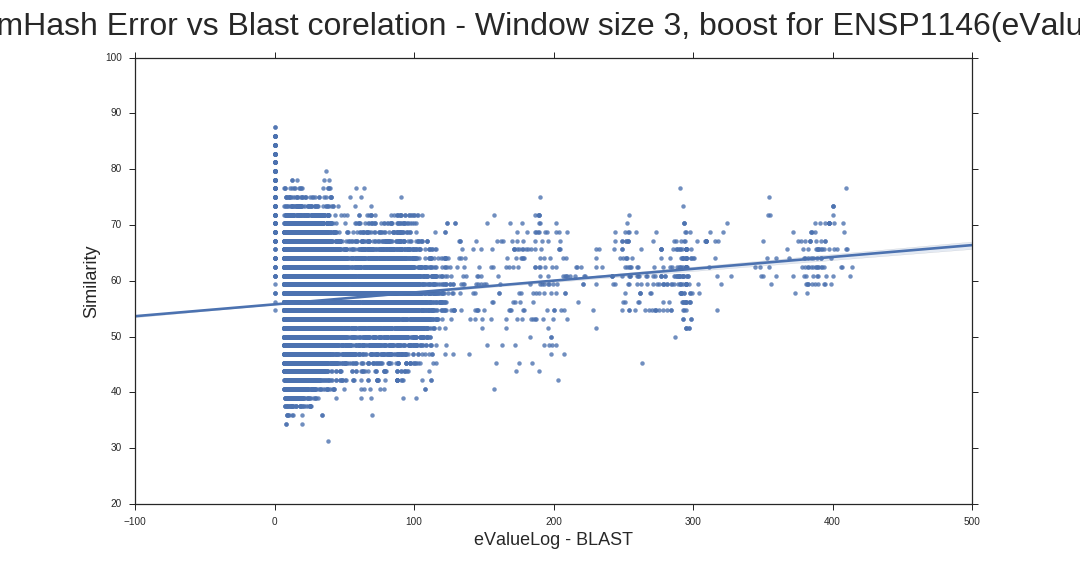 mHash Error vs Blast corelation - Window size 3, boost for ENSP1146(eValu
100
90
80
70
60
50
40
30
20
Similarity
−100 0 100 200 300 400 500
eValueLog - BLAST